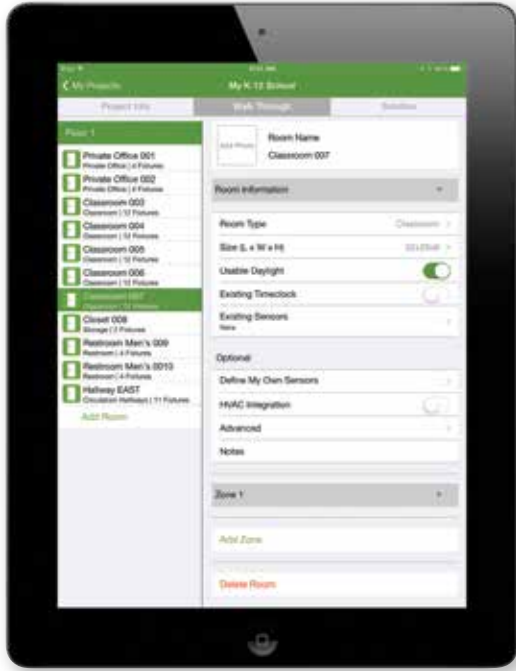 My Projects
My K-12 School
Project Info
Walk Through
Solution
Floor 1
Private Office 001
Private Office | 4 Fixtures
Private Office 002
Private Office | 4 Fixtures
Classroom 003
Classroom | 12 Fixtures
Classroom 004
Classroom | 12 Fixtures
Classroom 005
Classroom | 12 Fixtures
Classroom 006
Classroom | 12 Fixtures
Classroom 007
Classroom | 12 Fixtures
Closet 008
Storage | 2 Fixtures
Restroom Men's 009
Restroom | 4 Fixtures
Restroom Men's 0010
Restroom | 4 Fixtures
Hallway EAST
Circulation Hallways | 11 Fixtures
Add Room
Add Photo
Room Name
Classroom 007
Room Information
Room Type
Classroom
Size (L x W x H)
Usable Daylight
Existing Timeclock
Existing Sensors
None
Optional
Define My Own Sensors
HVAC Integration
Advanced
Notes
Zone 1
Add Zone
Delete Room